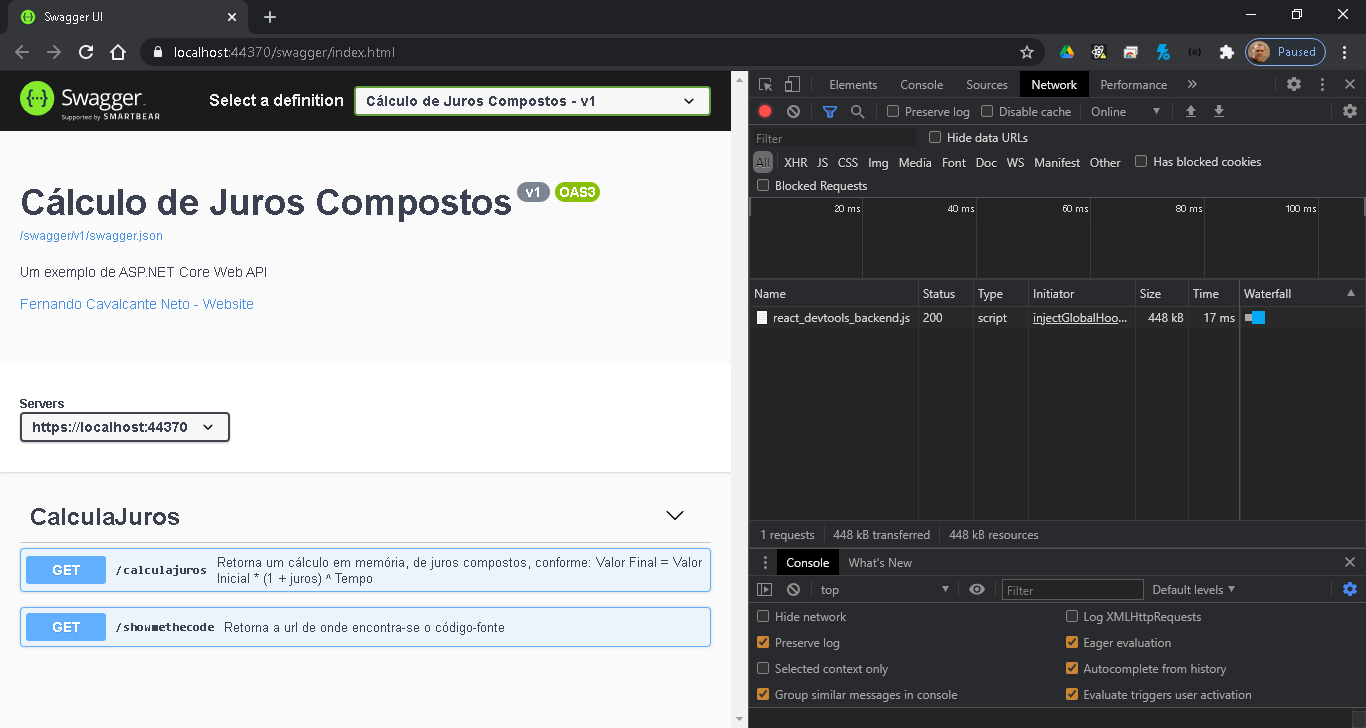 Swagger UI
localhost:44370/swagger/index.html
Paused
Swagger.
Supported by SMARTBEAR
Select a definition
Cálculo de Juros Compostos - v1
Cálculo de Juros Compostos v1 OAS3
/swagger/v1/swagger.json
Um exemplo de ASP.NET Core Web API
Fernando Cavalcante Neto - Website
Servers
https://localhost:44370
CalculaJuros
GET /calculajuros Retorna um cálculo em memória, de juros compostos, conforme: Valor Final = Valor
Inicial * (1 + juros) ^ Tempo
GET /showmethecode Retorna a url de onde encontra-se o código-fonte
Elements Console Sources Network Performance »
Preserve log Disable cache Online
Filter Hide data URLs
All XHR JS CSS Img Media Font Doc WS Manifest Other Has blocked cookies
Blocked Requests
20 ms 40 ms 60 ms 80 ms 100 ms
Name Status Type Initiator Size Time Waterfall
react_devtools_backend.js 200 script injectGlobalHoo... 448 kB 17 ms
1 requests 448 kB transferred 448 kB resources
Console What's New
top Filter Default levels
Hide network Log XMLHttpRequests
Preserve log Eager evaluation
Selected context only Autocomplete from history
Group similar messages in console Evaluate triggers user activation